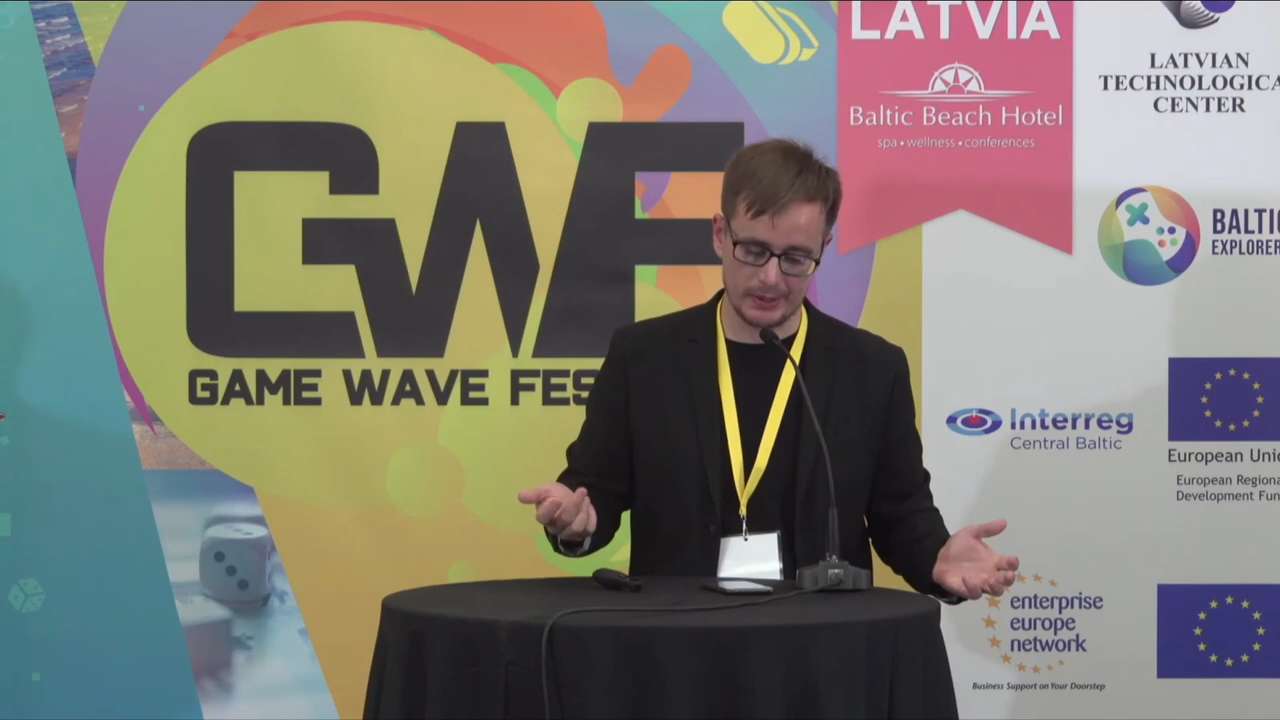 GWF
GAME WAVE FES
LATVIA
Baltic Beach Hotel
spa • wellness • conferences
LATVIAN
TECHNOLOGICA
CENTER
BALTIC
EXPLORER
Interreg
Central Baltic
European Unio
European Regiona
Development Fun
enterprise
europe
network
Business Support on Your Doorstep